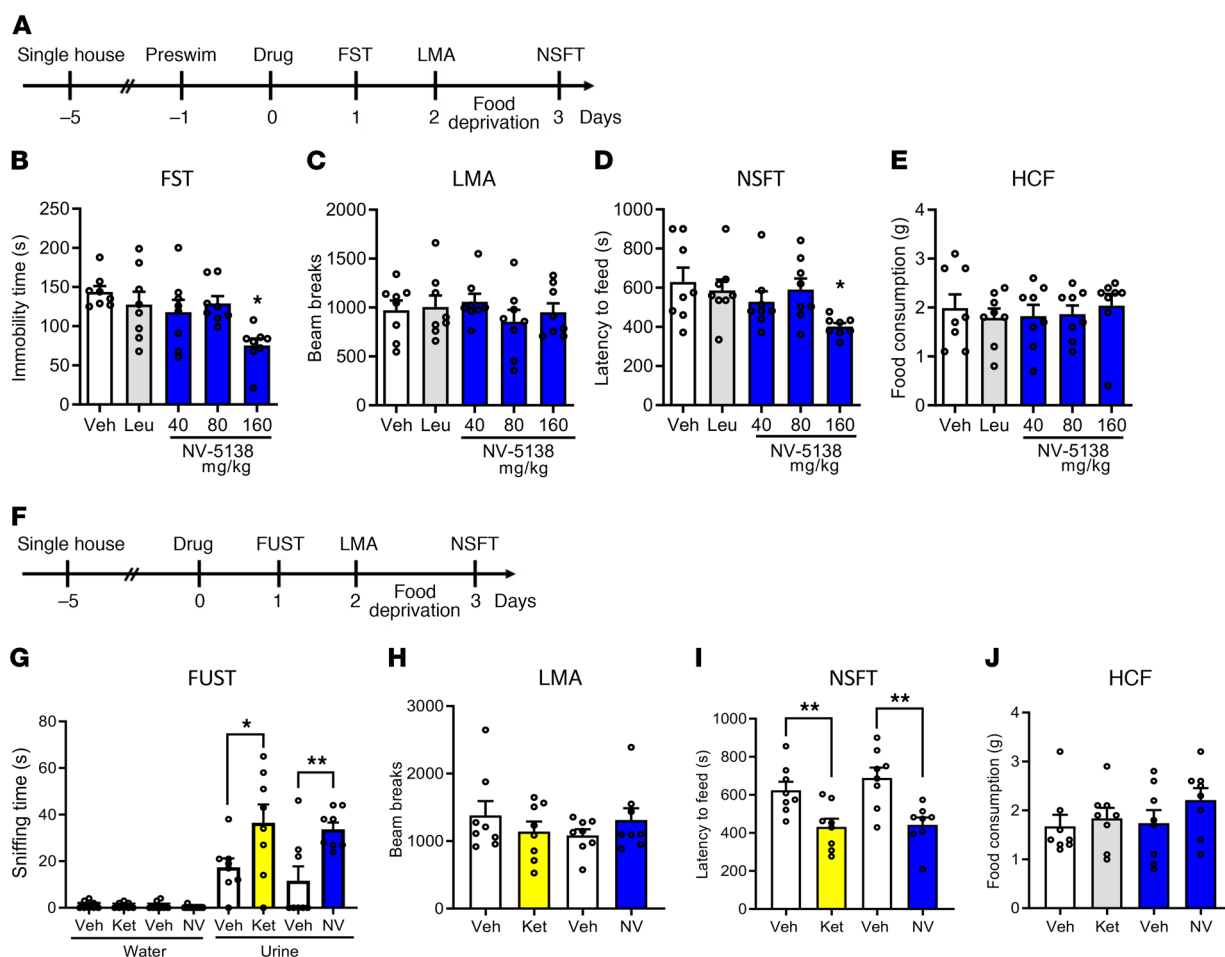 A
Single house Preswim Drug FST LMA NSFT
–5 –1 0 1 2 Food deprivation 3 Days
B
FST
Immobility time (s)
250
200
150
100
50
0
*
Veh Leu 40 80 160
NV-5138
mg/kg
C
LMA
Beam breaks
2000
1500
1000
500
0
Veh Leu 40 80 160
NV-5138
mg/kg
D
NSFT
Latency to feed (s)
1000
800
600
400
200
0
*
Veh Leu 40 80 160
NV-5138
mg/kg
E
HCF
Food consumption (g)
4
3
2
1
0
Veh Leu 40 80 160
NV-5138
mg/kg
F
Single house Drug FUST LMA NSFT
–5 0 1 2 Food deprivation 3 Days
G
FUST
Sniffing time (s)
80
60
40
20
0
* **
Veh Ket Veh NV Veh Ket Veh NV
Water Urine
H
LMA
Beam breaks
3000
2000
1000
0
Veh Ket Veh NV
I
NSFT
Latency to feed (s)
1000
800
600
400
200
0
** **
Veh Ket Veh NV
J
HCF
Food consumption (g)
4
3
2
1
0
Veh Ket Veh NV